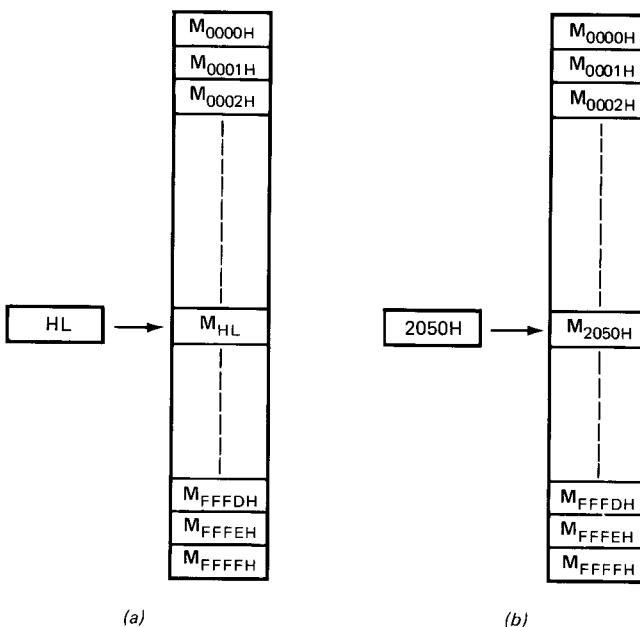 M0000H
M0001H
M0002H
HL
MHL
MFFFDH
MFFFEH
MFFFFH
(a)
M0000H
M0001H
M0002H
2050H
M2050H
MFFFDH
MFFFEH
MFFFFH
(b)